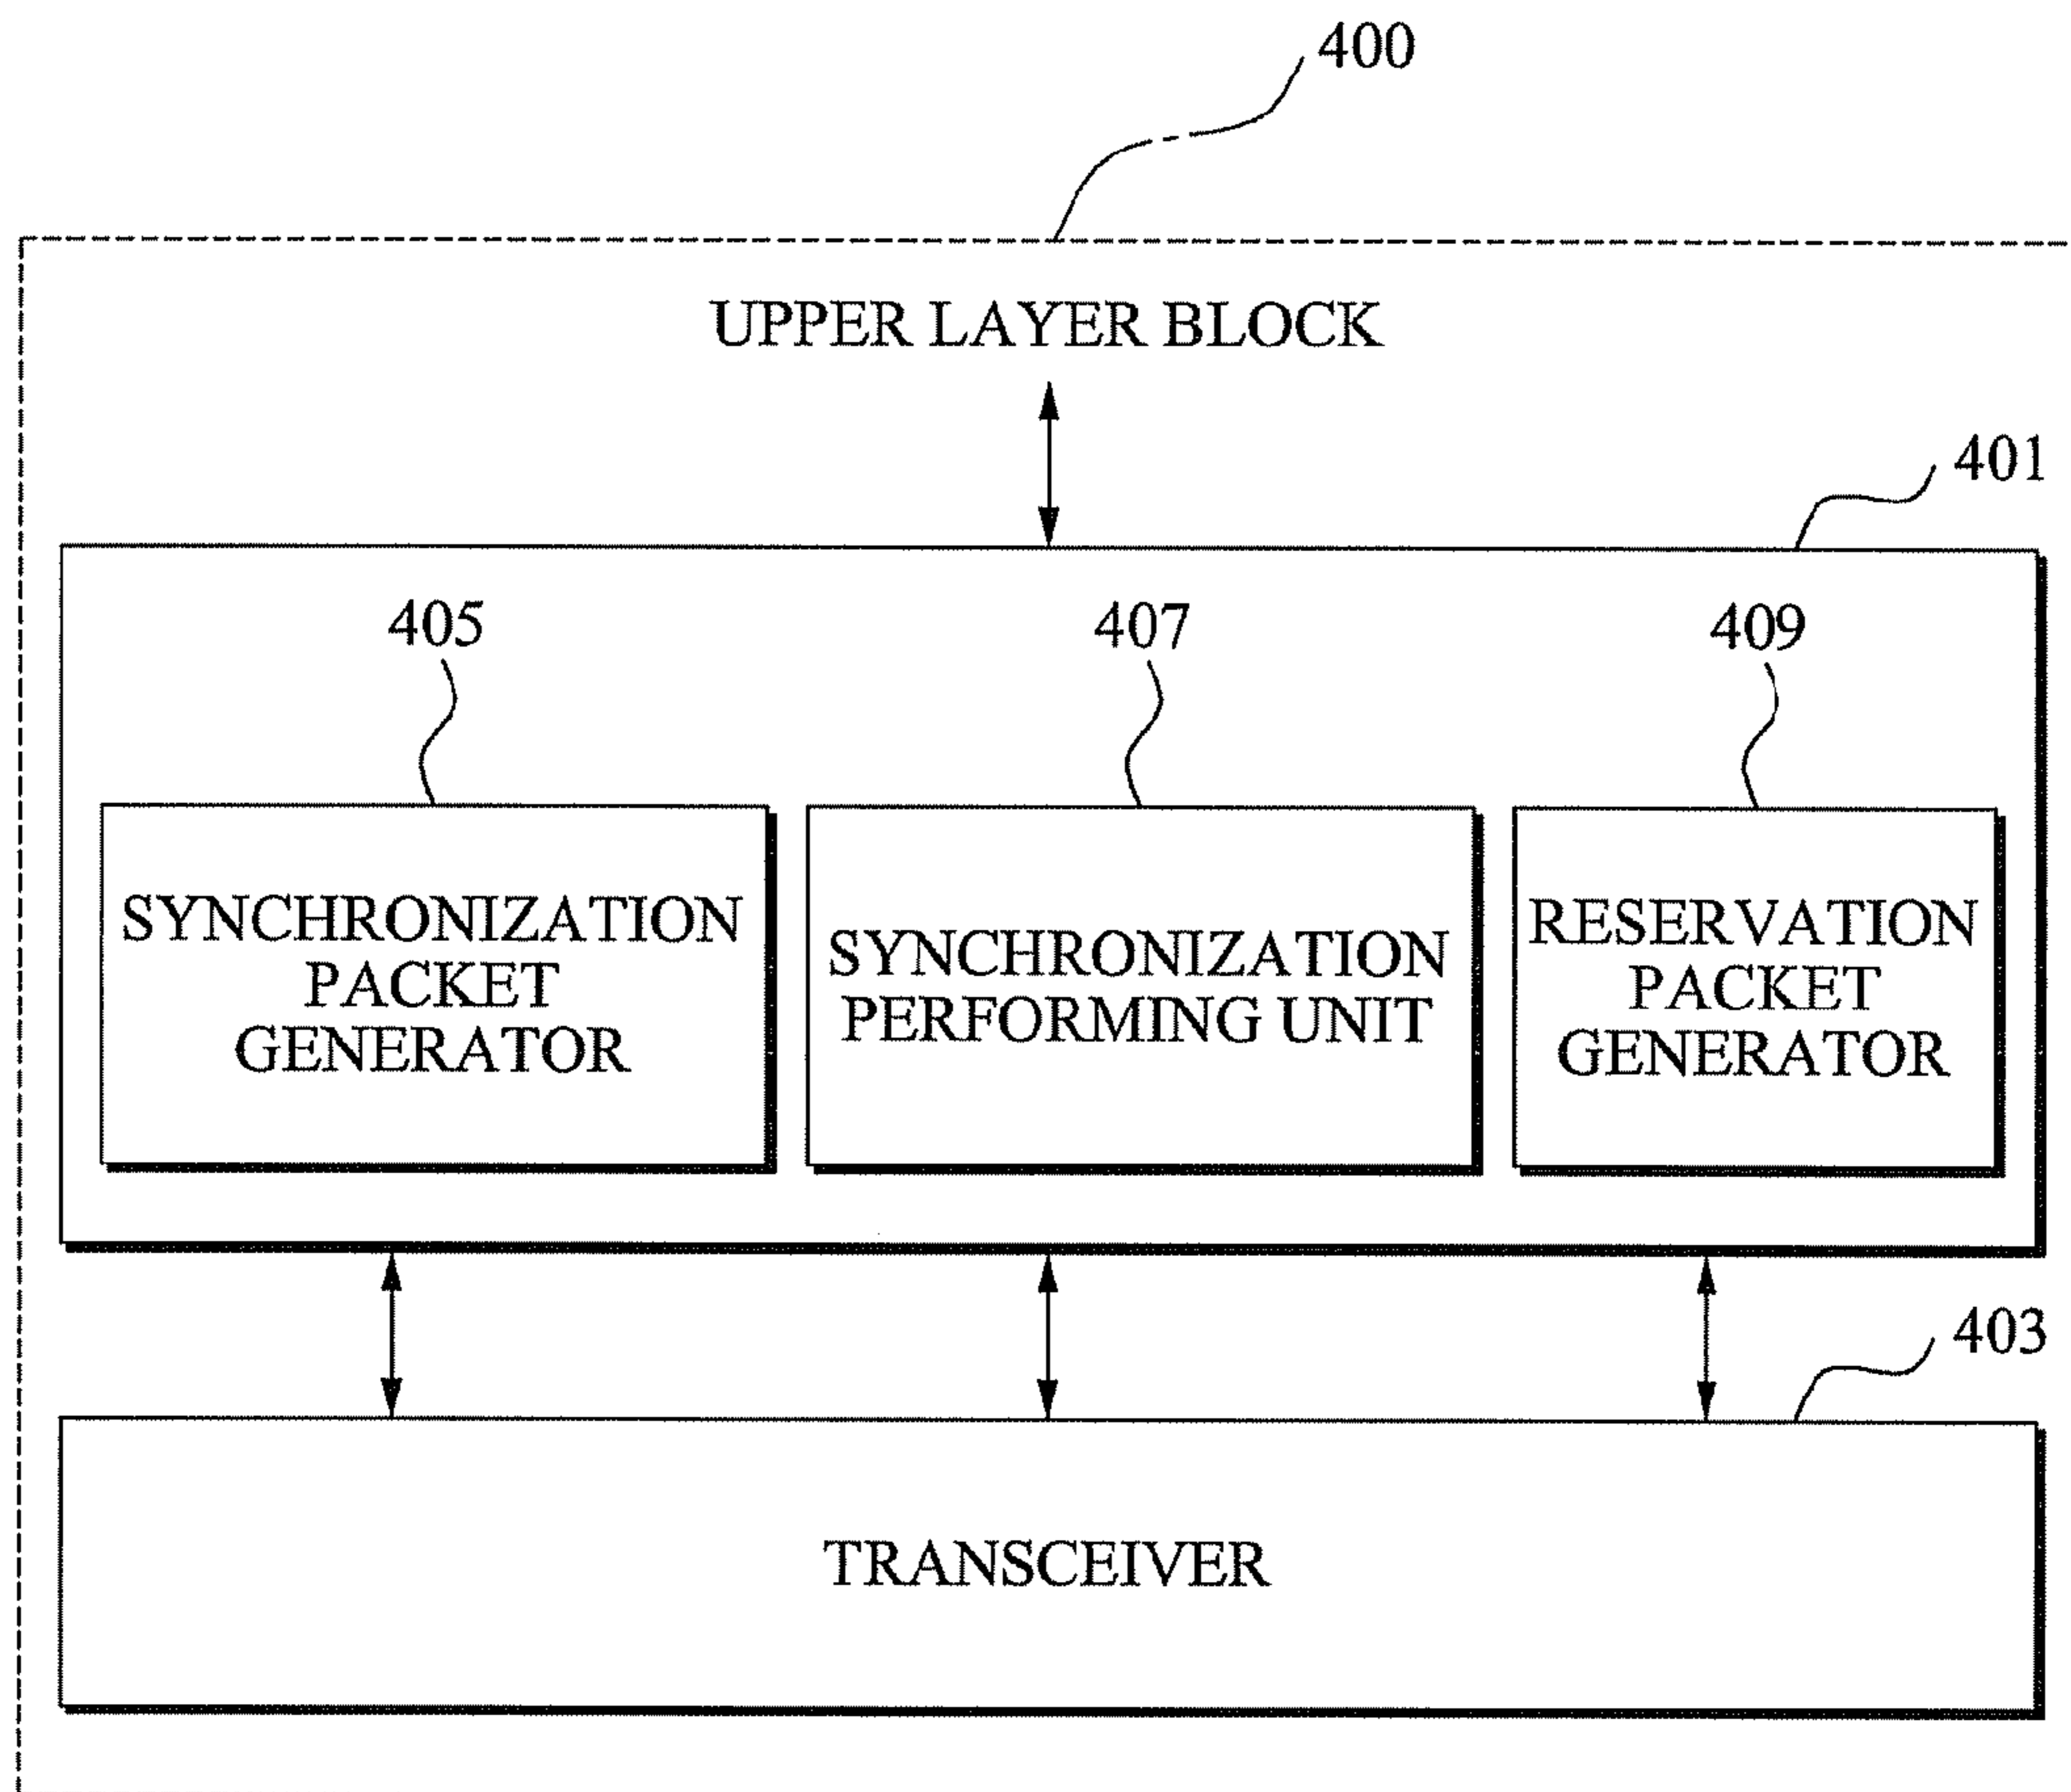 400
UPPER LAYER BLOCK
401
405
407
409
SYNCHRONIZATION
PACKET
GENERATOR
SYNCHRONIZATION
PERFORMING UNIT
RESERVATION
PACKET
GENERATOR
403
TRANSCEIVER